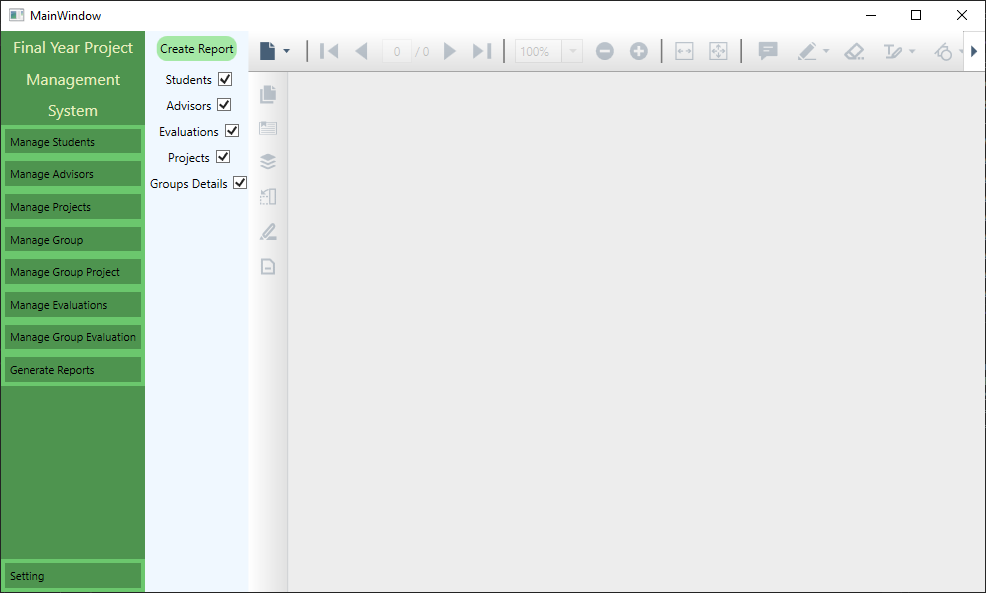 MainWindow
Final Year Project
Management
System
Manage Students
Manage Advisors
Manage Projects
Manage Group
Manage Group Project
Manage Evaluations
Manage Group Evaluation
Generate Reports
Setting
Create Report
Students
Advisors
Evaluations
Projects
Groups Details
0 / 0
100%